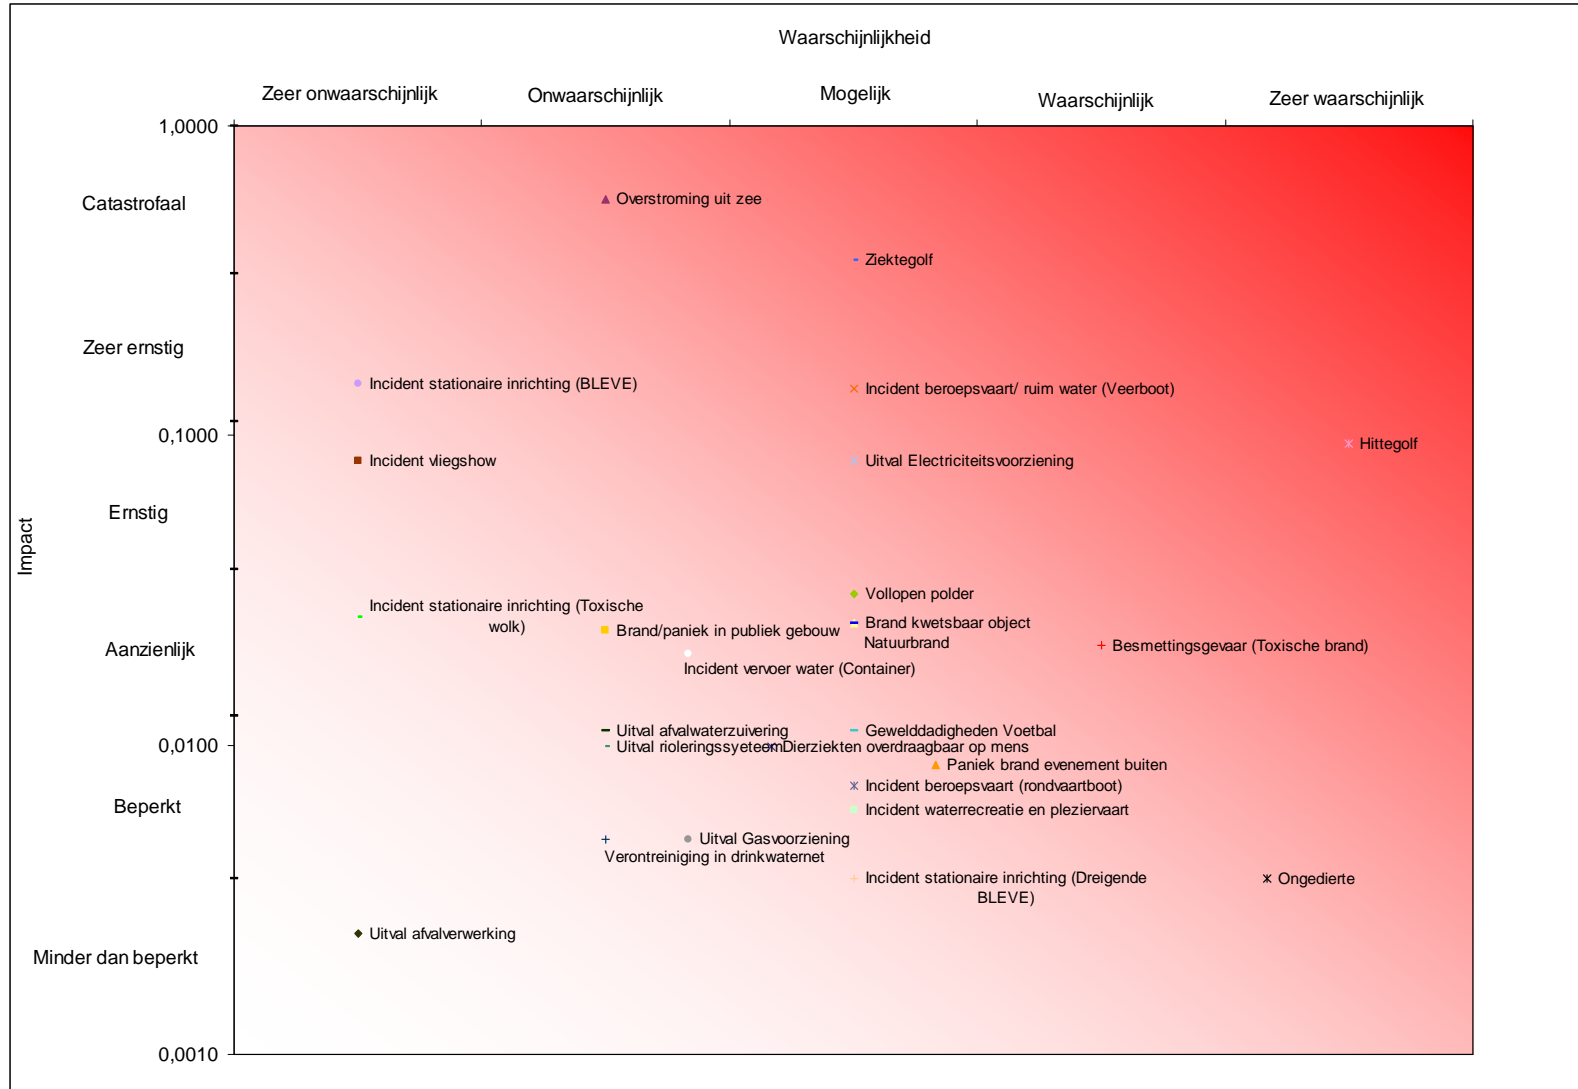 Waarschijnlijkheid
Zeer onwaarschijnlijk
Onwaarschijnlijk
Mogelijk
Waarschijnlijk
Zeer waarschijnlijk
1,0000
Catastrofaal
Overstroming uit zee
Ziektegolf
Zeer ernstig
Incident stationaire inrichting (BLEVE)
Incident beroepsvaart/ ruim water (Veerboot)
0,1000
Hittegolf
Incident vliegshow
Uitval Electriciteitsvoorziening
Ernstig
Impact
Vollopen polder
Incident stationaire inrichting (Toxische
wolk)
Brand/paniek in publiek gebouw
Brand kwetsbaar object
Natuurbrand
Aanzienlijk
Besmettingsgevaar (Toxische brand)
Incident vervoer water (Container)
Uitval afvalwaterzuivering
Gewelddadigheden Voetbal
0,0100
Uitval rioleringssyeteem
Dierziekten overdraagbaar op mens
Paniek brand evenement buiten
Incident beroepsvaart (rondvaartboot)
Beperkt
Incident waterrecreatie en pleziervaart
Uitval Gasvoorziening
Verontreiniging in drinkwaternet
Incident stationaire inrichting (Dreigende
BLEVE)
Ongedierte
Uitval afvalverwerking
Minder dan beperkt
0,0010